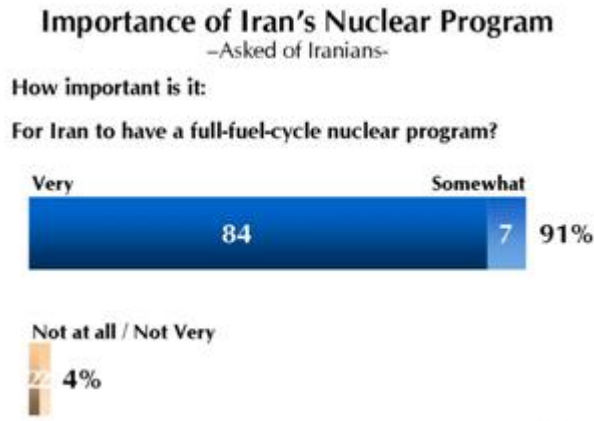 Importance of Iran's Nuclear Program
–Asked of Iranians-
How important is it:
For Iran to have a full-fuel-cycle nuclear program?
Very Somewhat
84 7 91%
Not at all / Not Very
22 4%